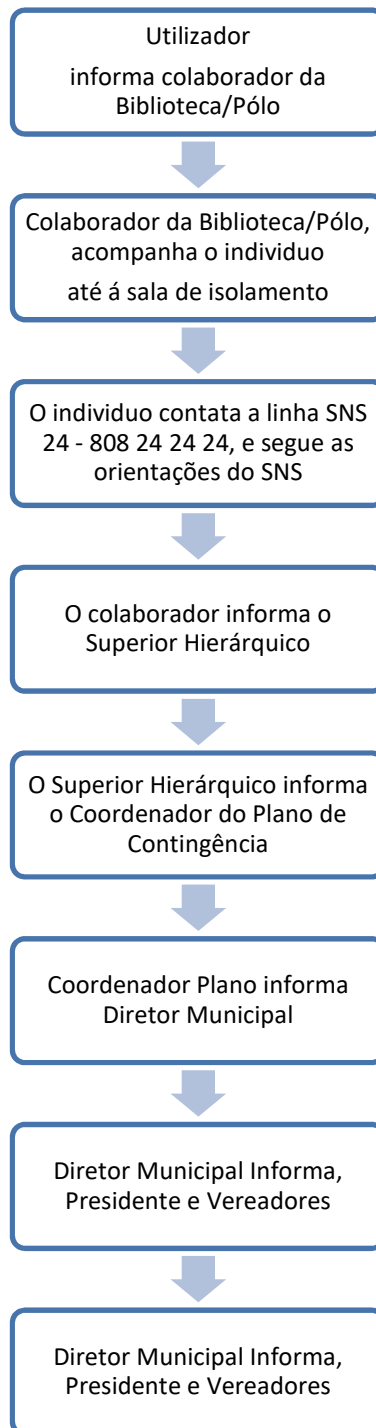 Utilizador
informa colaborador da
Biblioteca/Pólo
Colaborador da Biblioteca/Pólo,
acompanha o individuo
até á sala de isolamento
O individuo contata a linha SNS
24 - 808 24 24 24, e segue as
orientações do SNS
O colaborador informa o
Superior Hierárquico
O Superior Hierárquico informa
o Coordenador do Plano de
Contingência
Coordenador Plano informa
Diretor Municipal
Diretor Municipal Informa,
Presidente e Vereadores
Diretor Municipal Informa,
Presidente e Vereadores